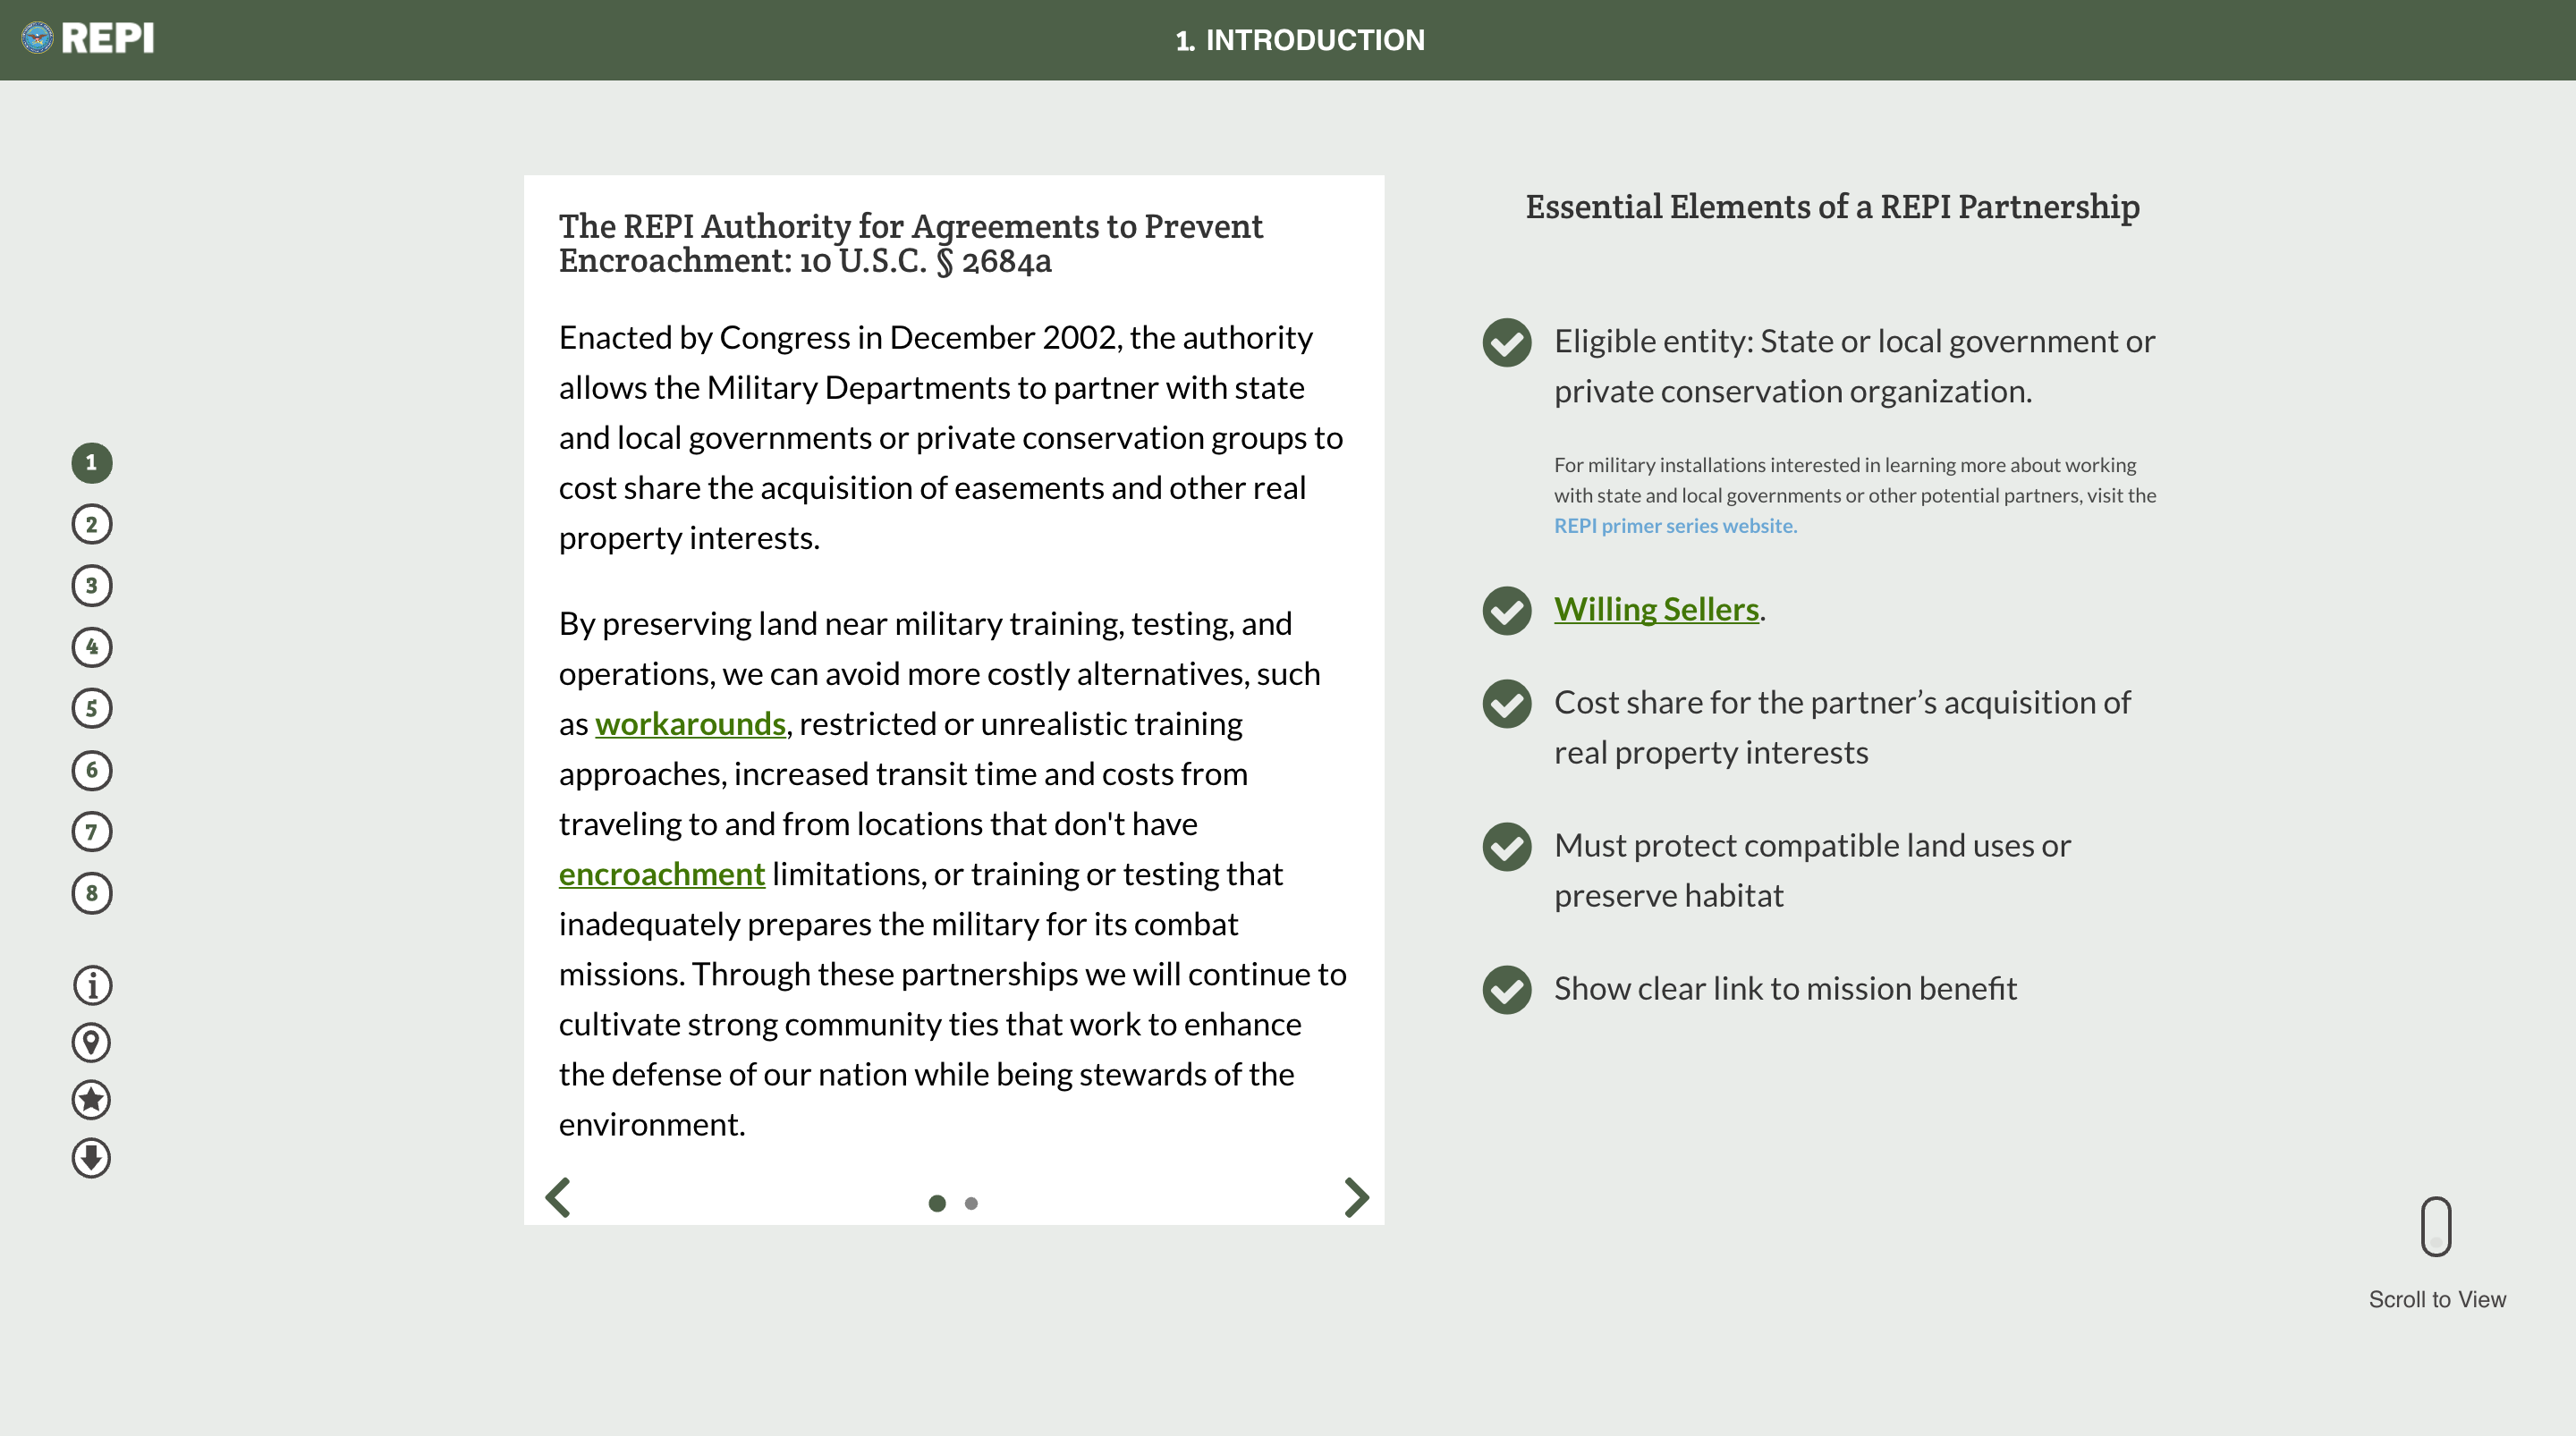 REPI
1. INTRODUCTION
The REPI Authority for Agreements to Prevent
Encroachment: 10 U.S.C. § 2684a
Enacted by Congress in December 2002, the authority
allows the Military Departments to partner with state
and local governments or private conservation groups to
cost share the acquisition of easements and other real
property interests.
By preserving land near military training, testing, and
operations, we can avoid more costly alternatives, such
as workarounds, restricted or unrealistic training
approaches, increased transit time and costs from
traveling to and from locations that don't have
encroachment limitations, or training or testing that
inadequately prepares the military for its combat
missions. Through these partnerships we will continue to
cultivate strong community ties that work to enhance
the defense of our nation while being stewards of the
environment.
Essential Elements of a REPI Partnership
Eligible entity: State or local government or
private conservation organization.
For military installations interested in learning more about working
with state and local governments or other potential partners, visit the
REPI primer series website.
Willing Sellers.
Cost share for the partner’s acquisition of
real property interests
Must protect compatible land uses or
preserve habitat
Show clear link to mission benefit
1
2
3
4
5
6
7
8
Scroll to View